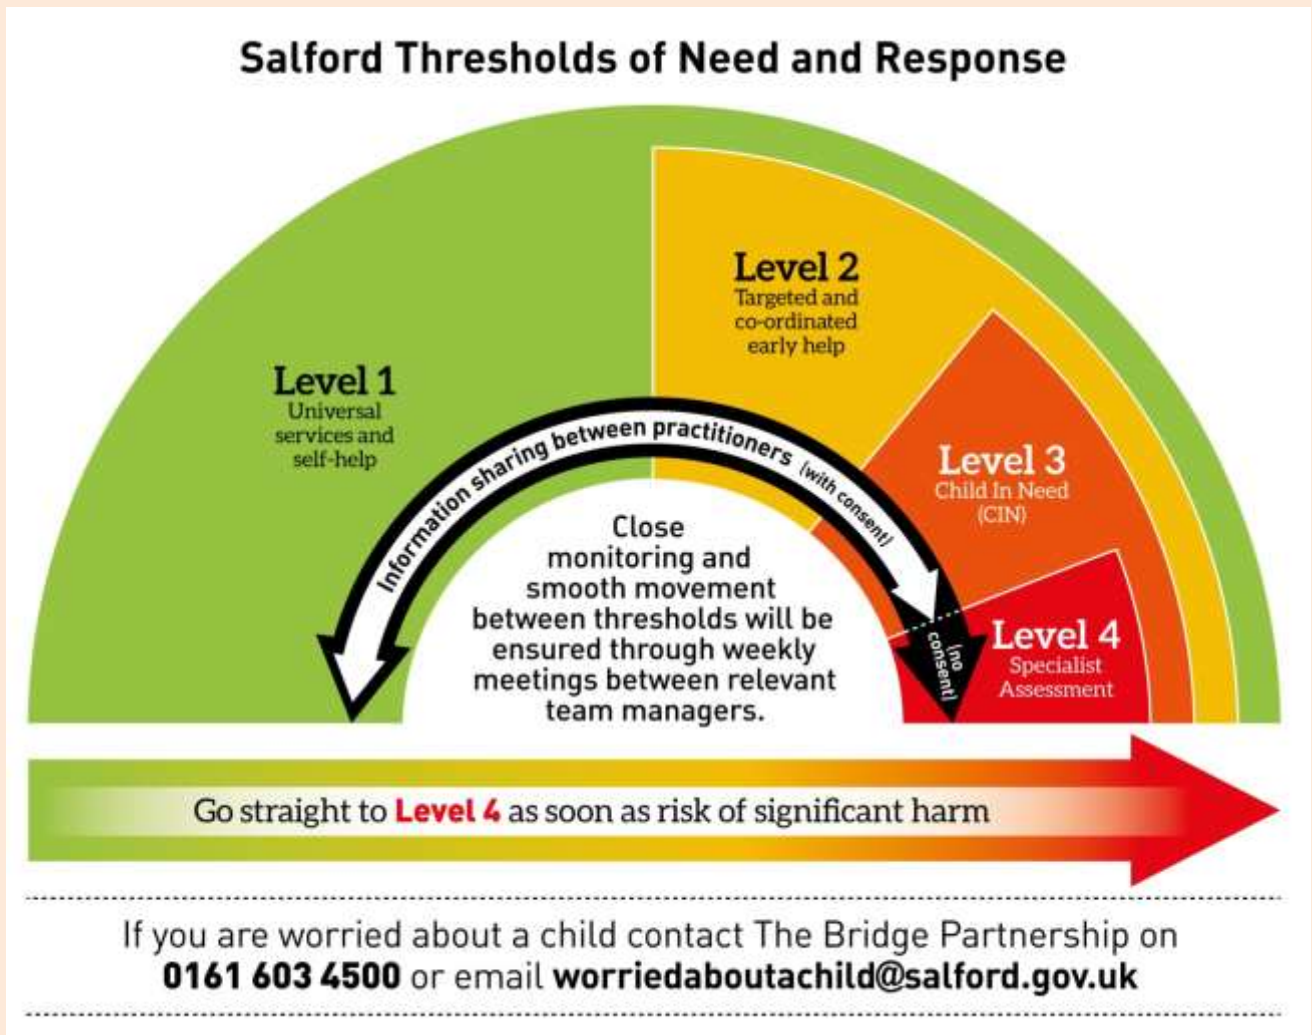 Salford Thresholds of Need and Response
Level 1
Universal
services and
self-help
Level 2
Targeted and
co-ordinated
early help
Level 3
Child In Need
(CIN)
Level 4
Specialist
Assessment
Information sharing between practitioners (with consent)
(no
consent)
Close
monitoring and
smooth movement
between thresholds will be
ensured through weekly
meetings between relevant
team managers.
Go straight to Level 4 as soon as risk of significant harm
If you are worried about a child contact The Bridge Partnership on
0161 603 4500 or email worriedaboutachild@salford.gov.uk